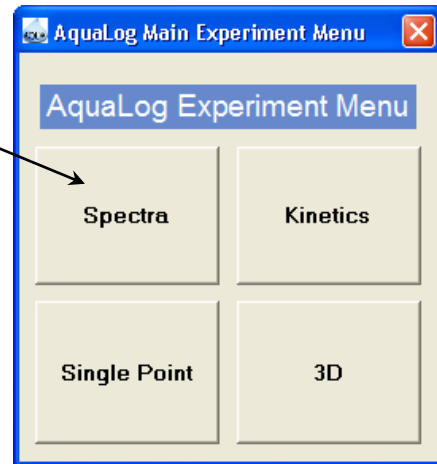 AquaLog Main Experiment Menu
AquaLog Experiment Menu
Spectra Kinetics
Single Point 3D